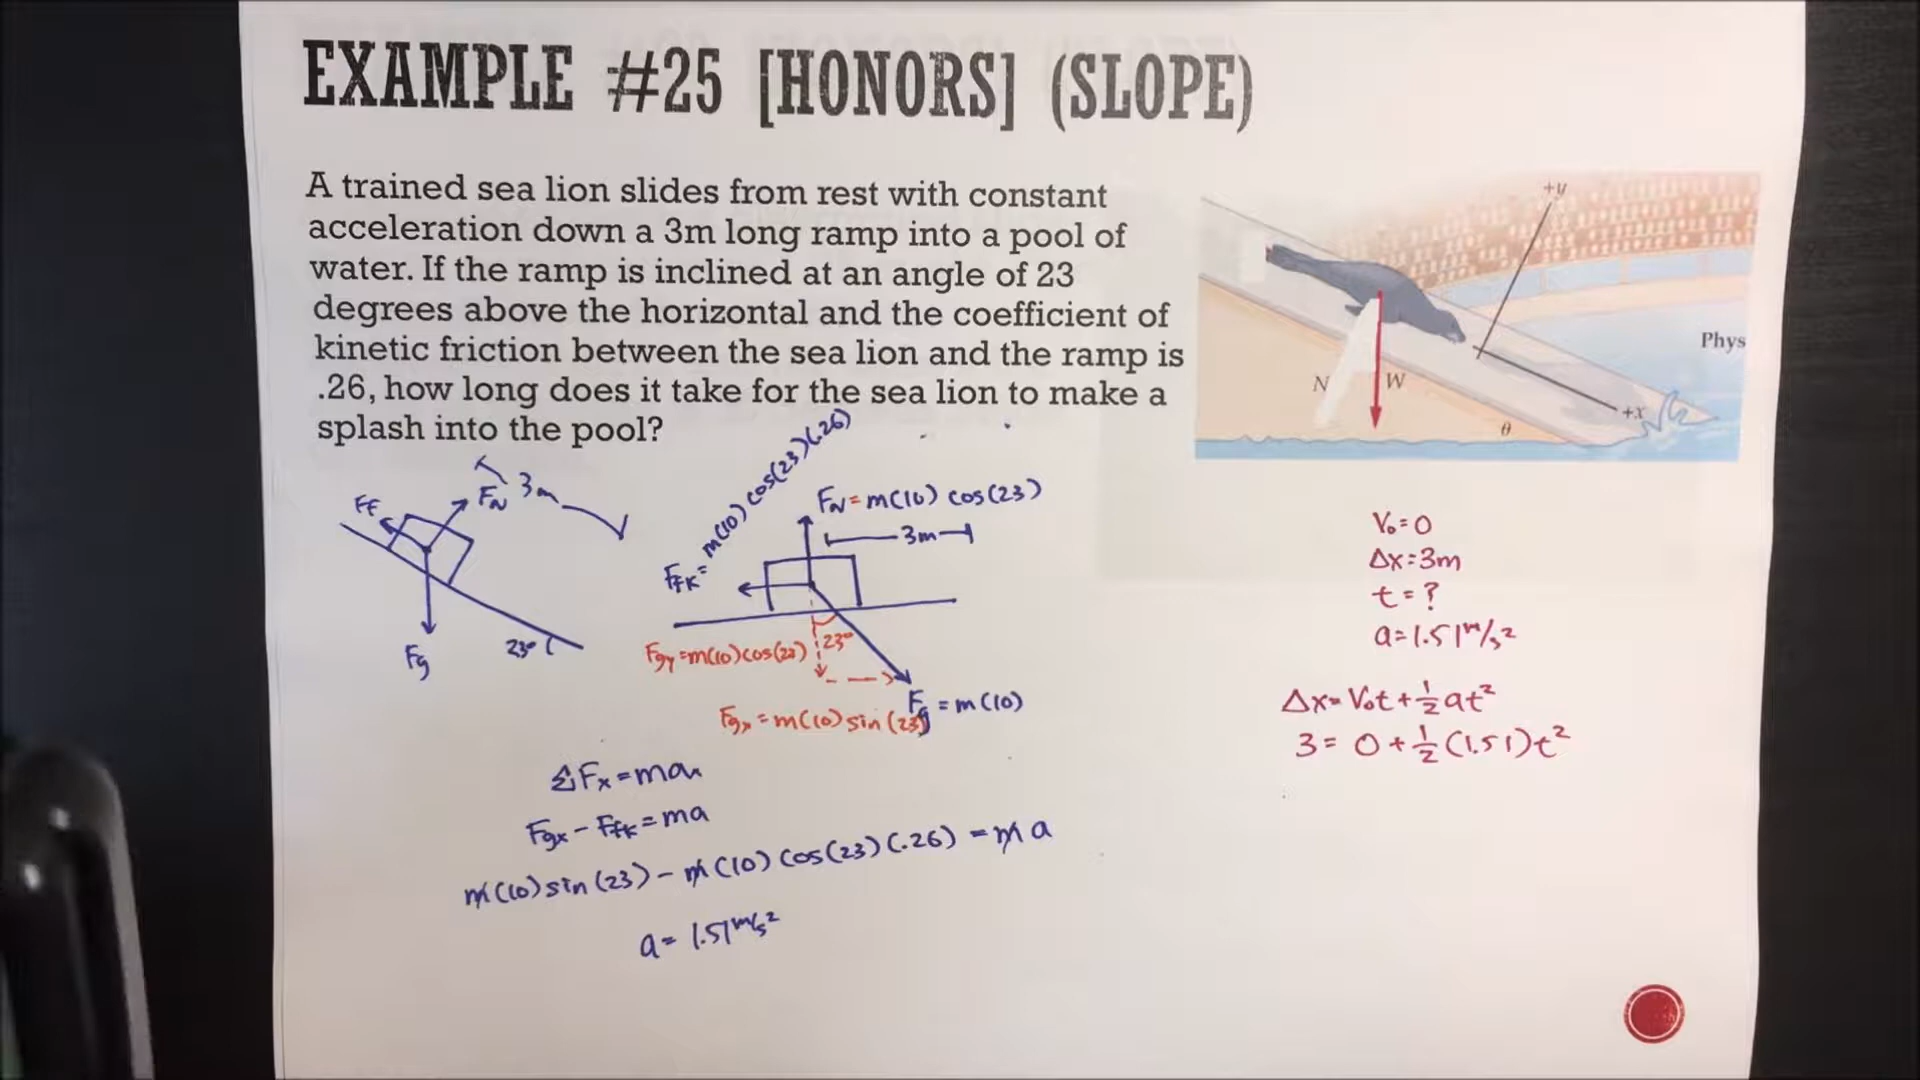 EXAMPLE #25 [HONORS] (SLOPE)
A trained sea lion slides from rest with constant
acceleration down a 3m long ramp into a pool of
water. If the ramp is inclined at an angle of 23
degrees above the horizontal and the coefficient of
kinetic friction between the sea lion and the ramp is
.26, how long does it take for the sea lion to make a
splash into the pool?
+y
Phys
N
W
+x
θ
Ff
FN
3m
Fg
23°
FfK = m(10) cos(23)(.26)
FN = m(10) cos(23)
3m
23°
Fgy = m(10)cos(23)
Fgx = m(10) sin(23)
Fg = m(10)
ΣFx = max
Fgx - FfK = ma
m(10)sin(23) - m(10) cos(23)(.26) = ma
a = 1.51 m/s²
V₀ = 0
Δx = 3m
t = ?
a = 1.51 m/s²
Δx = V₀t + ½at²
3 = 0 + ½(1.51)t²